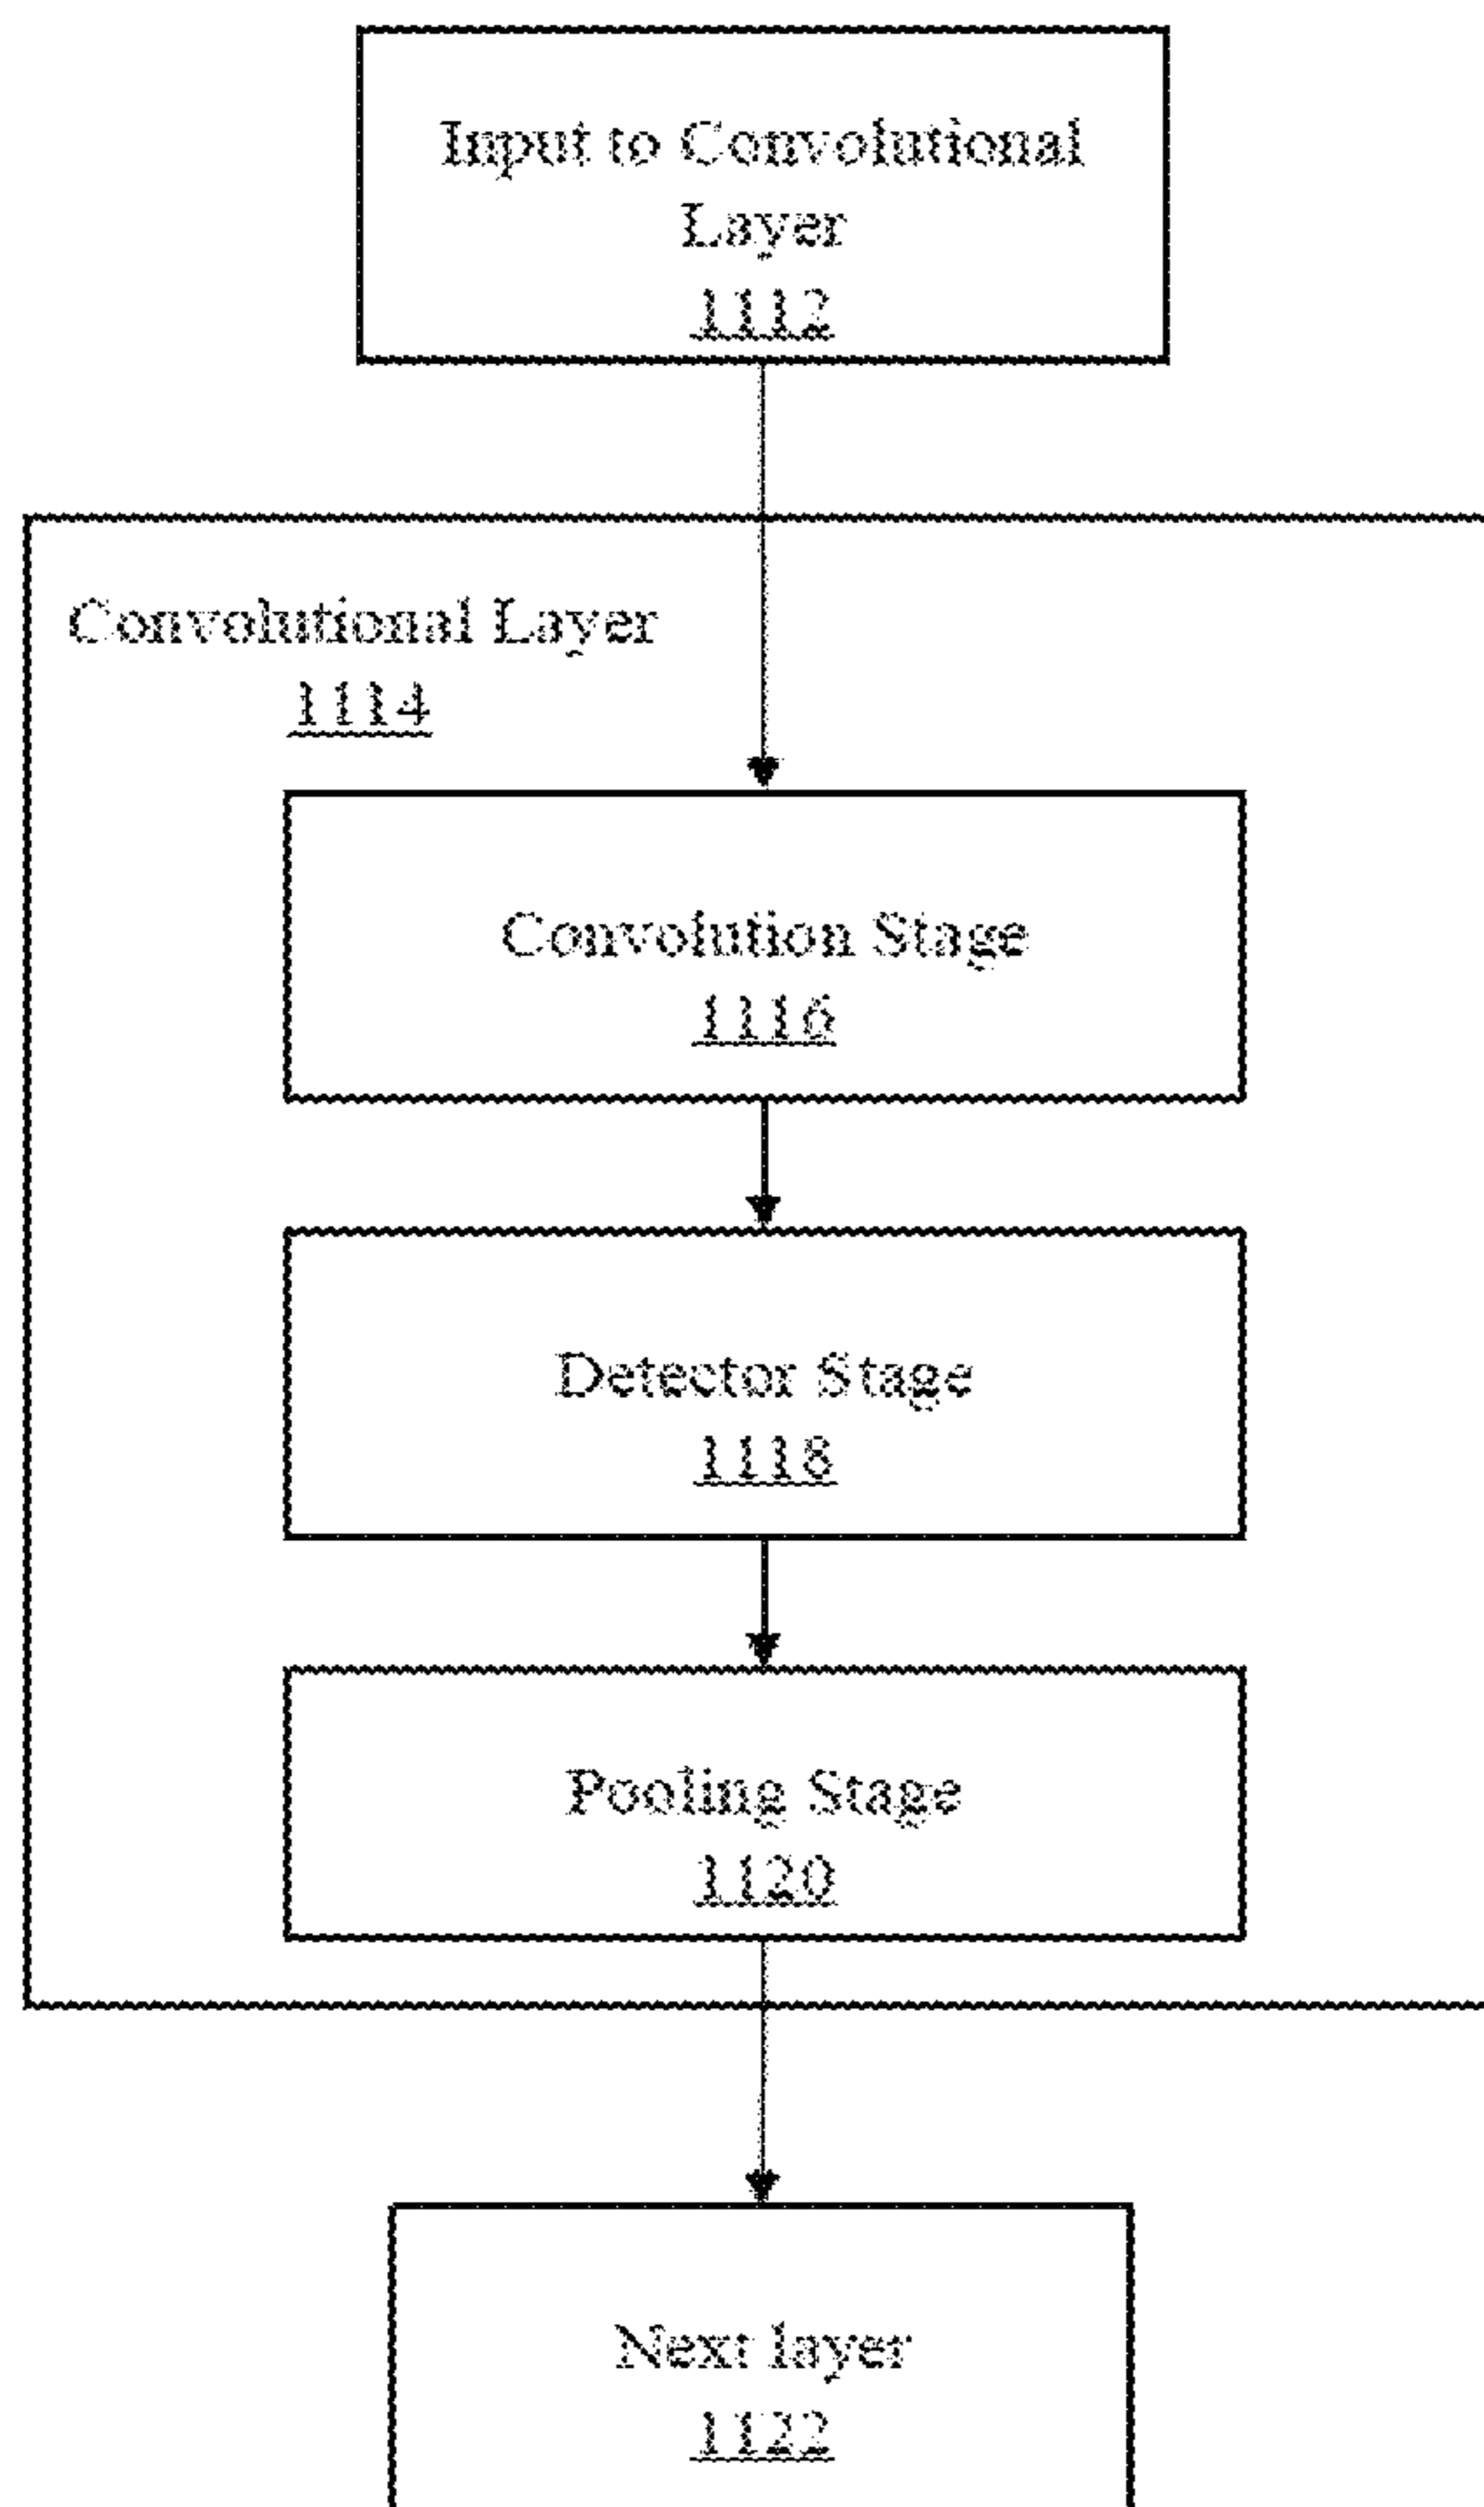 Input to Convolutional
Layer
1112
Convolutional Layer
1114
Convolution Stage
1116
Detector Stage
1118
Pooling Stage
1120
Next layer
1122